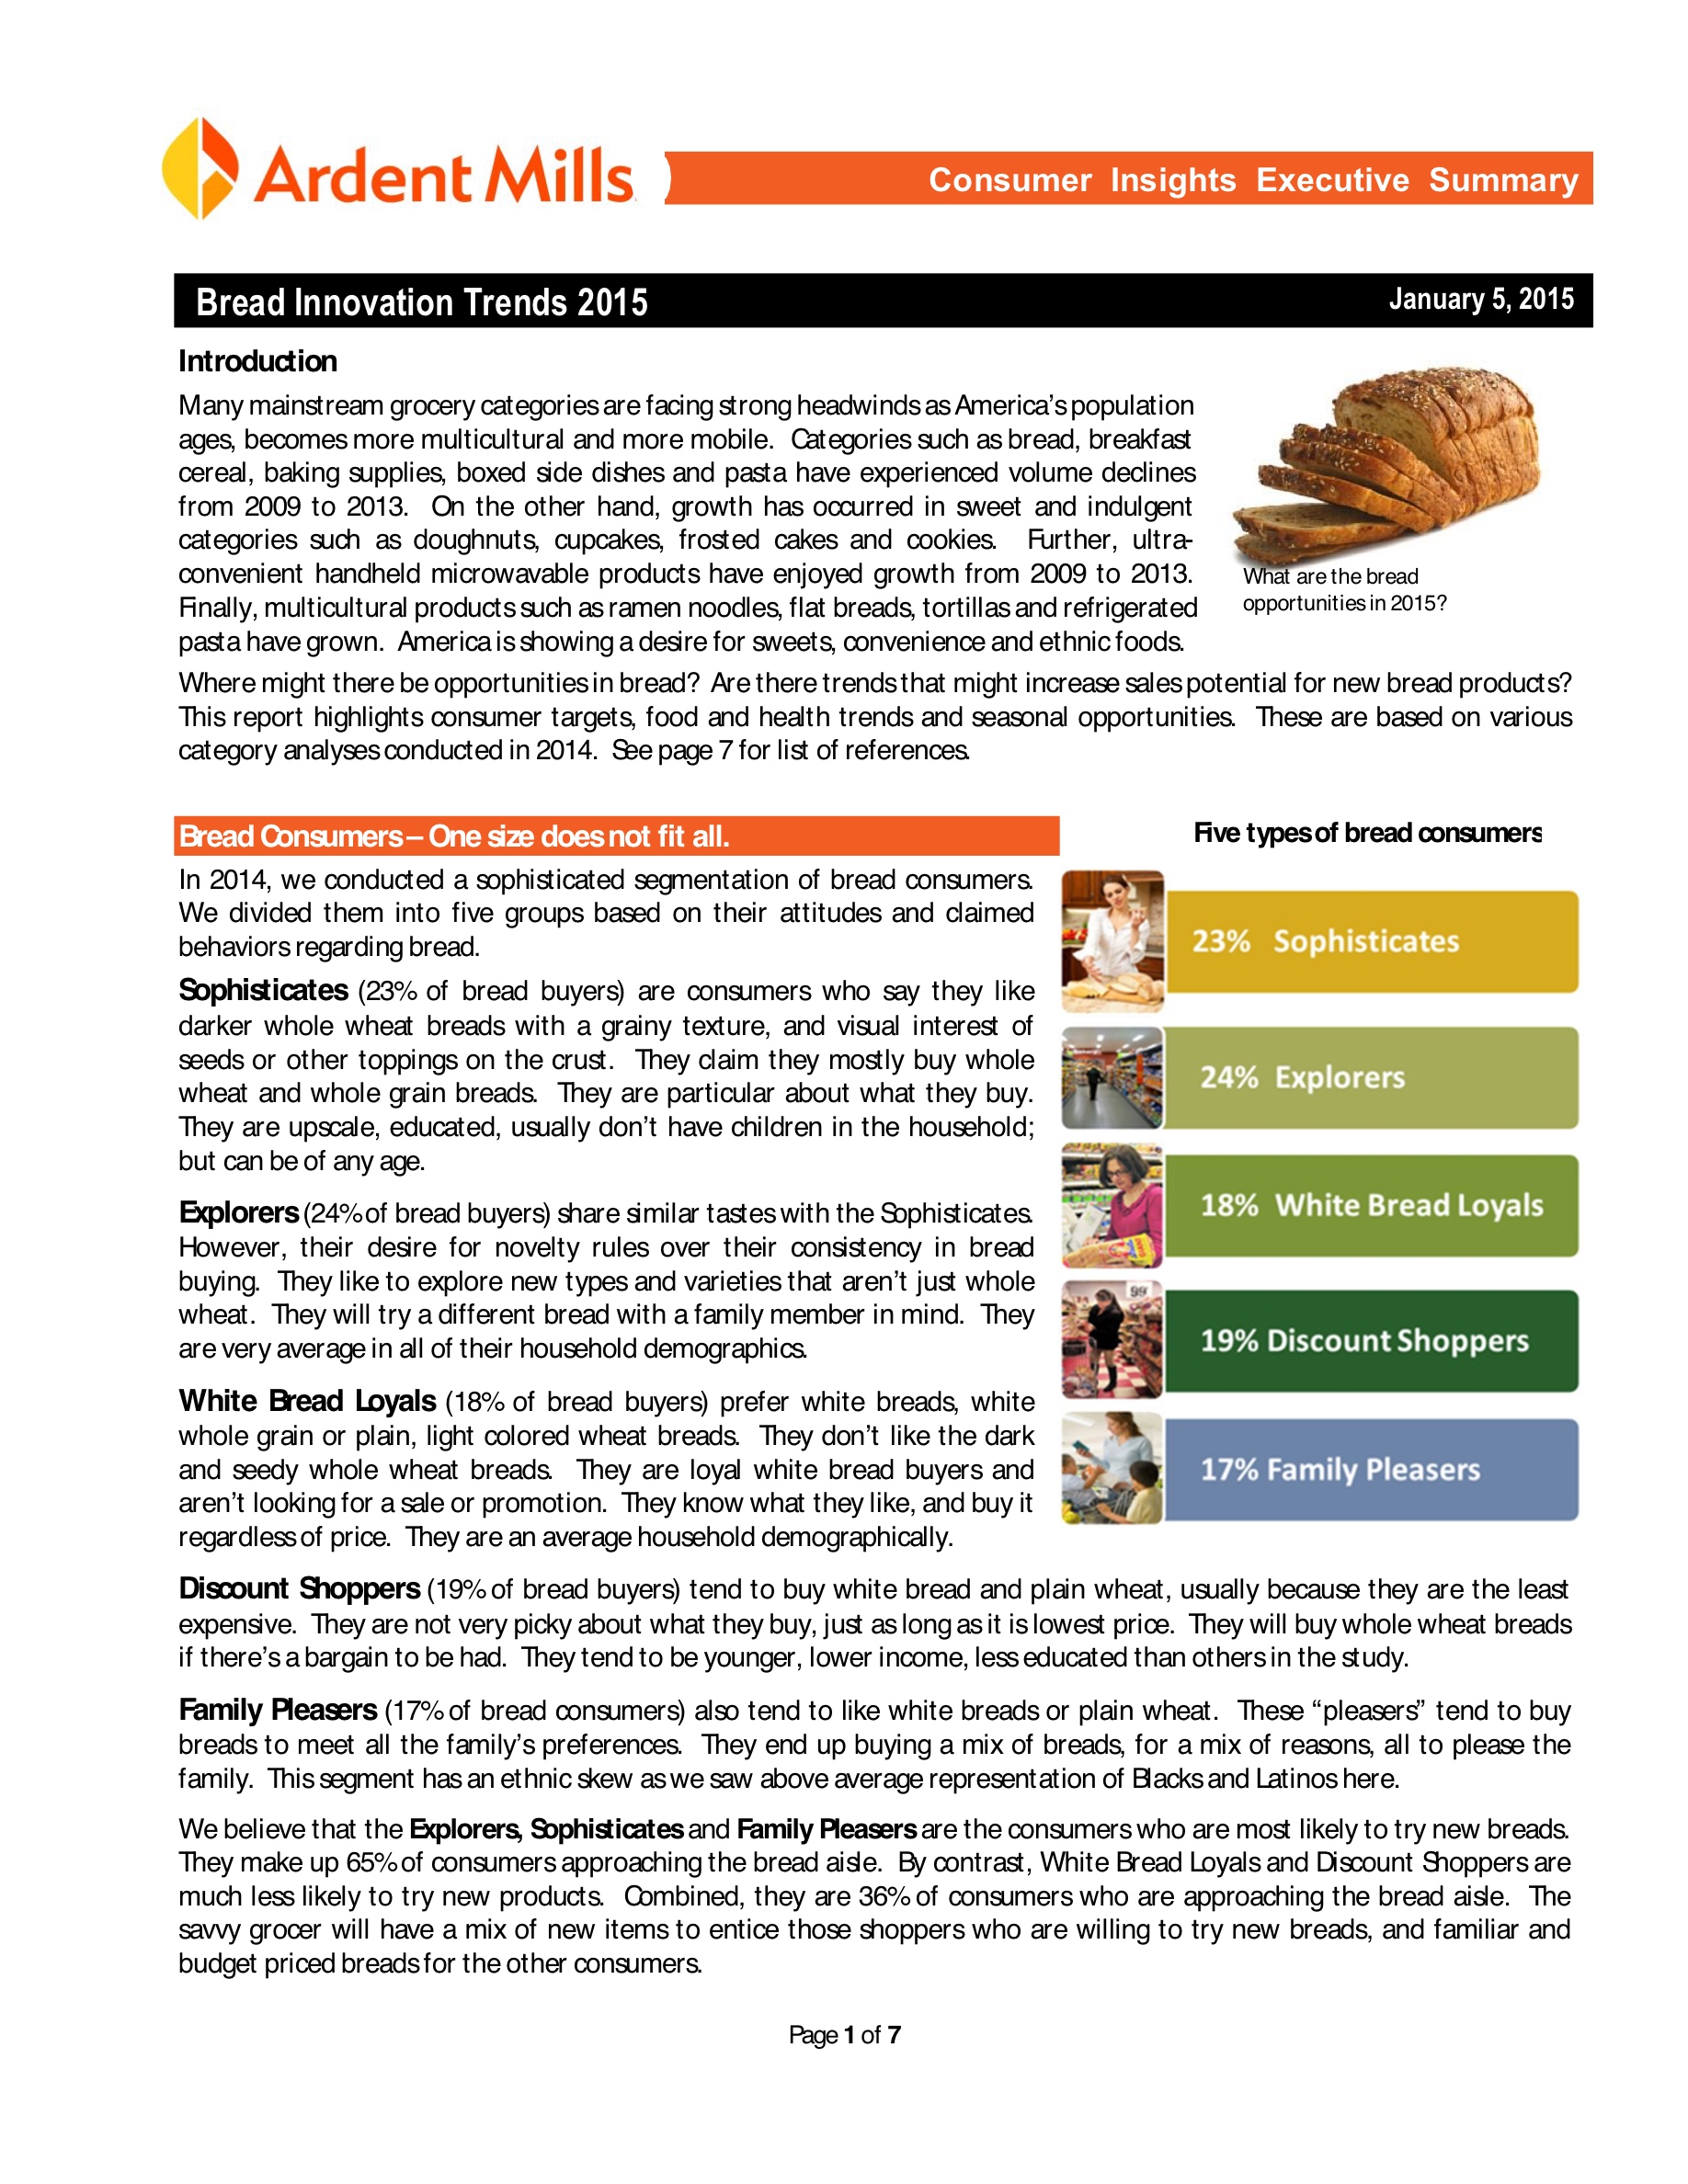 Ardent Mills
Consumer Insights Executive Summary
Bread Innovation Trends 2015
January 5, 2015
Introduction
Many mainstream grocery categories are facing strong headwinds as America's population
ages, becomes more multicultural and more mobile. Categories such as bread, breakfast
cereal, baking supplies, boxed side dishes and pasta have experienced volume declines
from 2009 to 2013. On the other hand, growth has occurred in sweet and indulgent
categories such as doughnuts, cupcakes, frosted cakes and cookies. Further, ultra-
convenient handheld microwavable products have enjoyed growth from 2009 to 2013.
Finally, multicultural products such as ramen noodles, flat breads, tortillas and refrigerated
pasta have grown. America is showing a desire for sweets, convenience and ethnic foods.
What are the bread
opportunities in 2015?
Where might there be opportunities in bread? Are there trends that might increase sales potential for new bread products?
This report highlights consumer targets, food and health trends and seasonal opportunities. These are based on various
category analyses conducted in 2014. See page 7 for list of references.
Bread Consumers – One size does not fit all.
In 2014, we conducted a sophisticated segmentation of bread consumers.
We divided them into five groups based on their attitudes and claimed
behaviors regarding bread.
Sophisticates (23% of bread buyers) are consumers who say they like
darker whole wheat breads with a grainy texture, and visual interest of
seeds or other toppings on the crust. They claim they mostly buy whole
wheat and whole grain breads. They are particular about what they buy.
They are upscale, educated, usually don't have children in the household;
but can be of any age.
Explorers (24% of bread buyers) share similar tastes with the Sophisticates.
However, their desire for novelty rules over their consistency in bread
buying. They like to explore new types and varieties that aren't just whole
wheat. They will try a different bread with a family member in mind. They
are very average in all of their household demographics.
White Bread Loyals (18% of bread buyers) prefer white breads, white
whole grain or plain, light colored wheat breads. They don't like the dark
and seedy whole wheat breads. They are loyal white bread buyers and
aren't looking for a sale or promotion. They know what they like, and buy it
regardless of price. They are an average household demographically.
Five types of bread consumers
23% Sophisticates
24% Explorers
18% White Bread Loyals
99
19% Discount Shoppers
17% Family Pleasers
Discount Shoppers (19% of bread buyers) tend to buy white bread and plain wheat, usually because they are the least
expensive. They are not very picky about what they buy, just as long as it is lowest price. They will buy whole wheat breads
if there's a bargain to be had. They tend to be younger, lower income, less educated than others in the study.
Family Pleasers (17% of bread consumers) also tend to like white breads or plain wheat. These “pleasers” tend to buy
breads to meet all the family's preferences. They end up buying a mix of breads, for a mix of reasons, all to please the
family. This segment has an ethnic skew as we saw above average representation of Blacks and Latinos here.
We believe that the Explorers, Sophisticates and Family Pleasers are the consumers who are most likely to try new breads.
They make up 65% of consumers approaching the bread aisle. By contrast, White Bread Loyals and Discount Shoppers are
much less likely to try new products. Combined, they are 36% of consumers who are approaching the bread aisle. The
savvy grocer will have a mix of new items to entice those shoppers who are willing to try new breads, and familiar and
budget priced breads for the other consumers.
Page 1 of 7